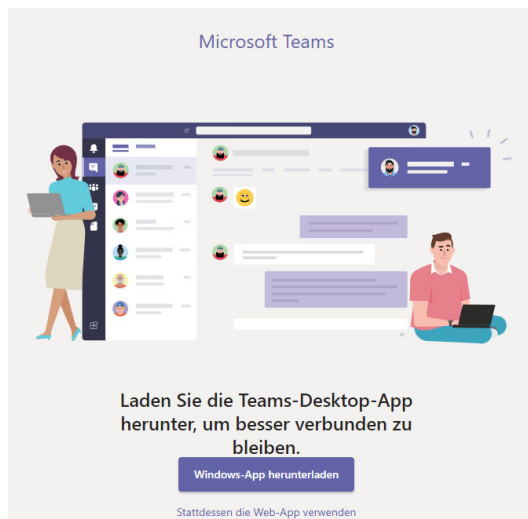 Microsoft Teams
Laden Sie die Teams-Desktop-App
herunter, um besser verbunden zu
bleiben.
Windows-App herunterladen
Stattdessen die Web-App verwenden